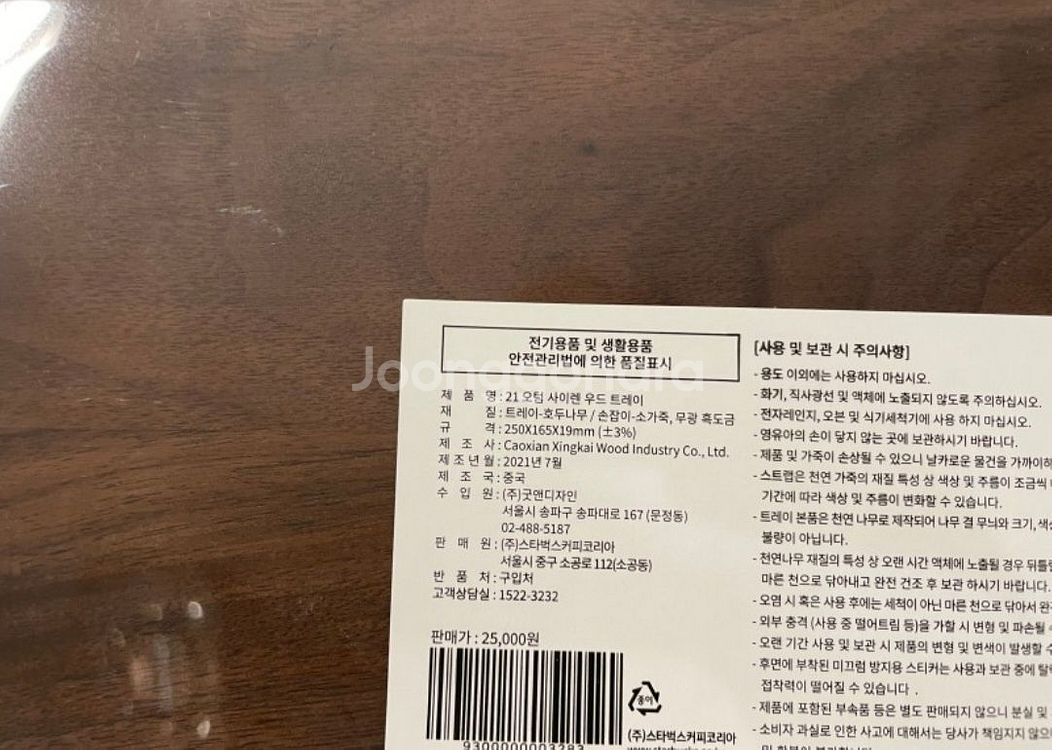 전기용품 및 생활용품
안전관리법에 의한 품질표시
제 품 명 : 21 오텀 사이렌 우드 트레이
재 질 : 트레이-호두나무 / 손잡이-소가죽, 무광 흑도금
규 격 : 250X165X19mm (±3%)
제 조 사 : Caoxian Xingkai Wood Industry Co., Ltd.
제조년월 : 2021년 7월
제 조 국 : 중국
수 입 원 : (주)굿앤디자인
서울시 송파구 송파대로 167 (문정동)
02-488-5187
판 매 원 : (주)스타벅스커피코리아
서울시 중구 소공로 112(소공동)
반 품 처 : 구입처
고객상담실 : 1522-3232
판매가 : 25,000원
9300000003283
종이
(주)스타벅스커피코리아
[사용 및 보관 시 주의사항]
- 용도 이외에는 사용하지 마십시오.
- 화기, 직사광선 및 액체에 노출되지 않도록 주의하십시오.
- 전자레인지, 오븐 및 식기세척기에 사용 하지 마십시오.
- 영유아의 손이 닿지 않는 곳에 보관하시기 바랍니다.
- 제품 및 가죽이 손상될 수 있으니 날카로운 물건을 가까이
- 스트랩은 천연 가죽의 재질 특성 상 색상 및 주름이 조금씩
기간에 따라 색상 및 주름이 변화할 수 있습니다.
- 트레이 본품은 천연 나무로 제작되어 나무 결 무늬와 크기,
불량이 아닙니다.
- 천연나무 재질의 특성 상 오랜 시간 액체에 노출될 경우
마른 천으로 닦아내고 완전 건조 후 보관 하시기 바랍니다.
- 오염 시 혹은 사용 후에는 세척이 아닌 마른 천으로 닦아서
- 외부 충격 (사용 중 떨어트림 등)을 가할 시 변형 및 파손될
- 오랜 기간 사용 및 보관 시 제품의 변형 및 변색이 발생할
- 후면에 부착된 미끄럼 방지용 스티커는 사용과 보관 중에
접착력이 떨어질 수 있습니다 .
- 제품에 포함된 부속품 등은 별도 판매되지 않으니 분실 및
- 소비자 과실로 인한 사고에 대해서는 당사가 책임지지
Joongonara